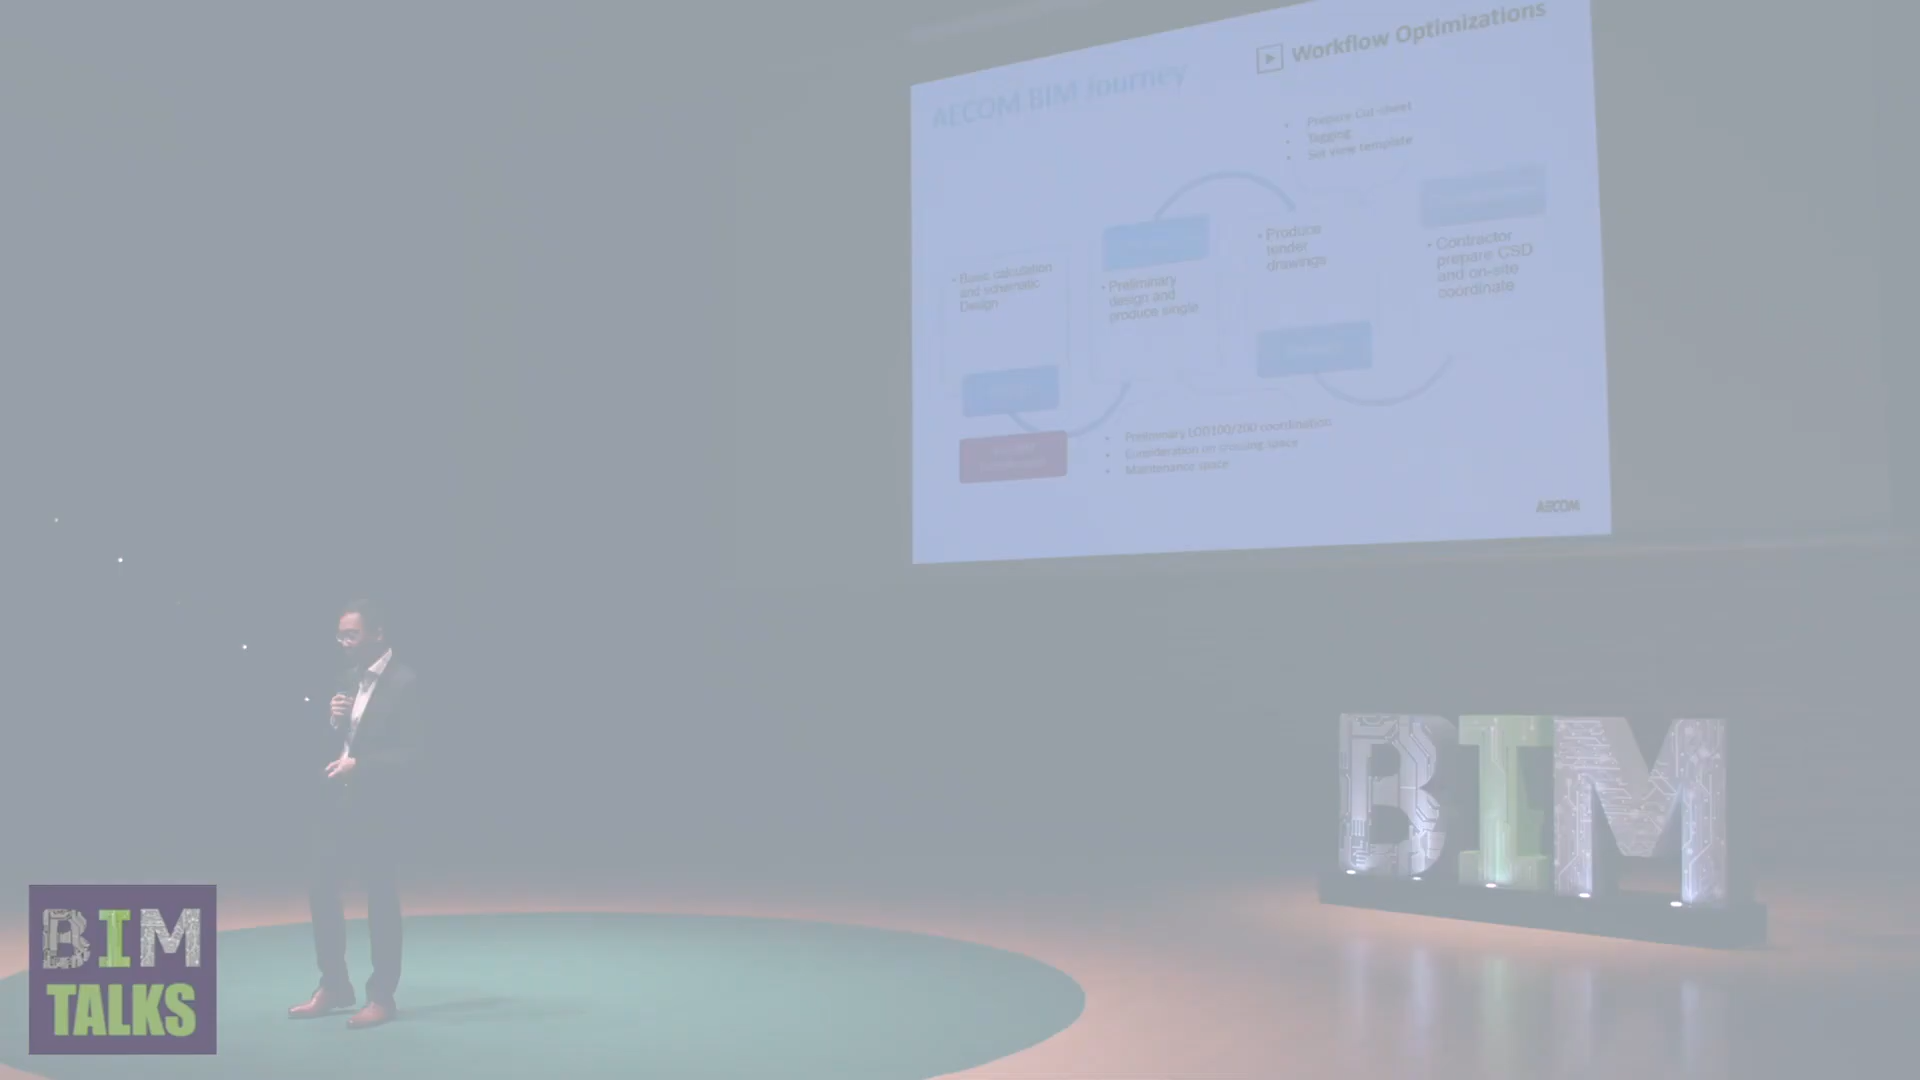 Workflow Optimizations
AECOM BIM Journey
• Prepare Cut-sheet
• Tagging
• Set view template
• Basic calculation
and schematic
Design
• Preliminary
design and
produce single
• Produce
tender
drawings
• Contractor
prepare CSD
and on-site
coordinate
• Preliminary LOD100/200 coordination
• Consideration on crossing space
• Maintenance space
AECOM
BIM
BIM
TALKS